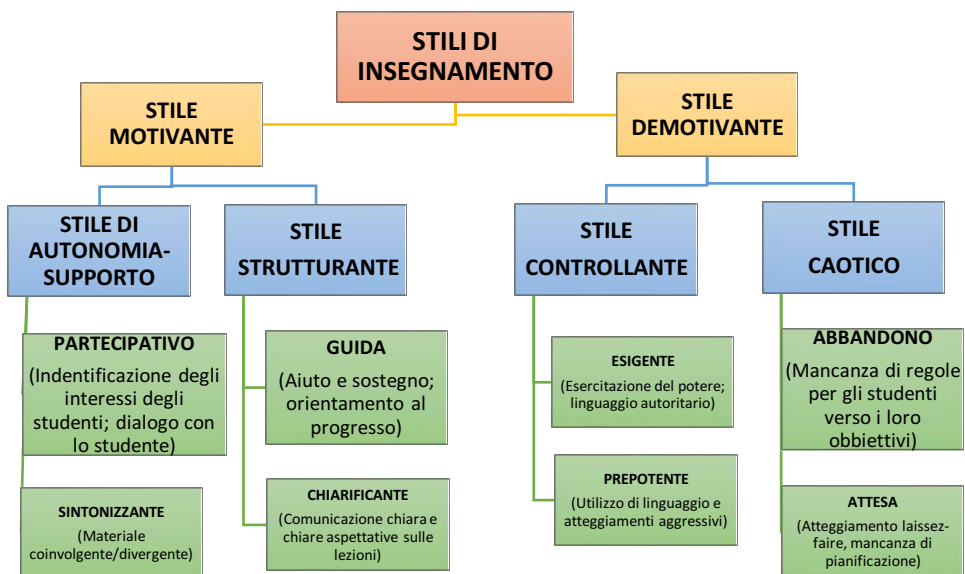 STILI DI
INSEGNAMENTO
STILE
MOTIVANTE
STILE
DEMOTIVANTE
STILE DI
AUTONOMIA-
SUPPORTO
STILE
STRUTTURANTE
STILE
CONTROLLANTE
STILE
CAOTICO
PARTECIPATIVO
(Indentificazione degli
interessi degli
studenti; dialogo con
lo studente)
GUIDA
(Aiuto e sostegno;
orientamento al
progresso)
ESIGENTE
(Esercitazione del potere;
linguaggio autoritario)
ABBANDONO
(Mancanza di regole
per gli studenti
verso i loro
obbiettivi)
SINTONIZZANTE
(Materiale
coinvolgente/divergente)
CHIARIFICANTE
(Comunicazione chiara e
chiare aspettative sulle
lezioni)
PREPOTENTE
(Utilizzo di linguaggio e
atteggiamenti aggressivi)
ATTESA
(Atteggiamento laissez-
faire, mancanza di
pianificazione)